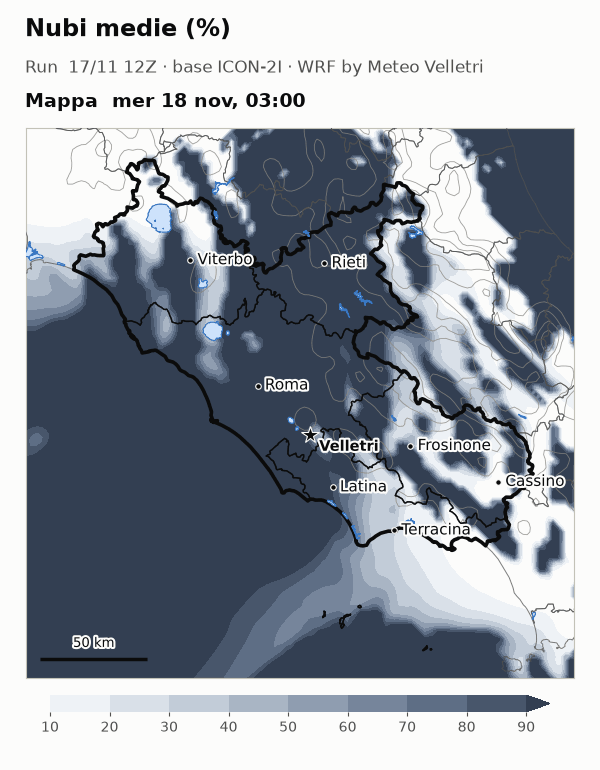 Nubi medie (%)
Run  17/11 12Z · base ICON-2I · WRF by Meteo Velletri
Mappa  mer 18 nov, 03:00
Viterbo
Rieti
Roma
Velletri
Frosinone
Cassino
Latina
Terracina
50 km
10 20 30 40 50 60 70 80 90